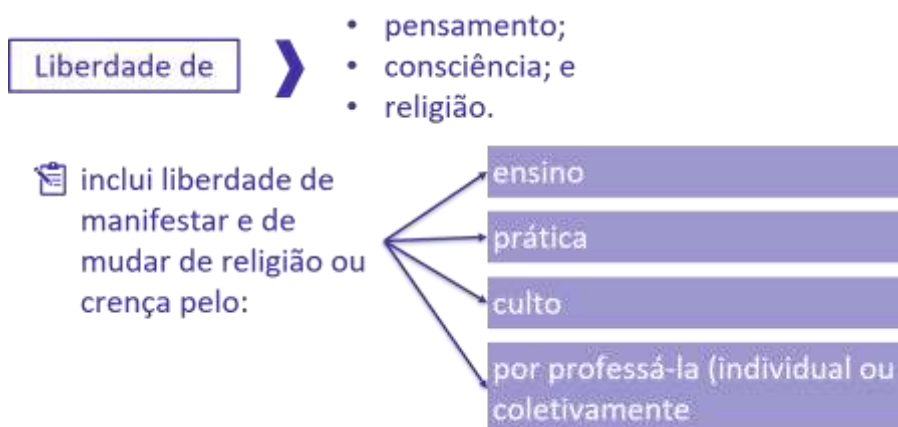 Liberdade de
• pensamento;
• consciência; e
• religião.
inclui liberdade de
manifestar e de
mudar de religião ou
crença pelo:
ensino
prática
culto
por professá-la (individual ou
coletivamente